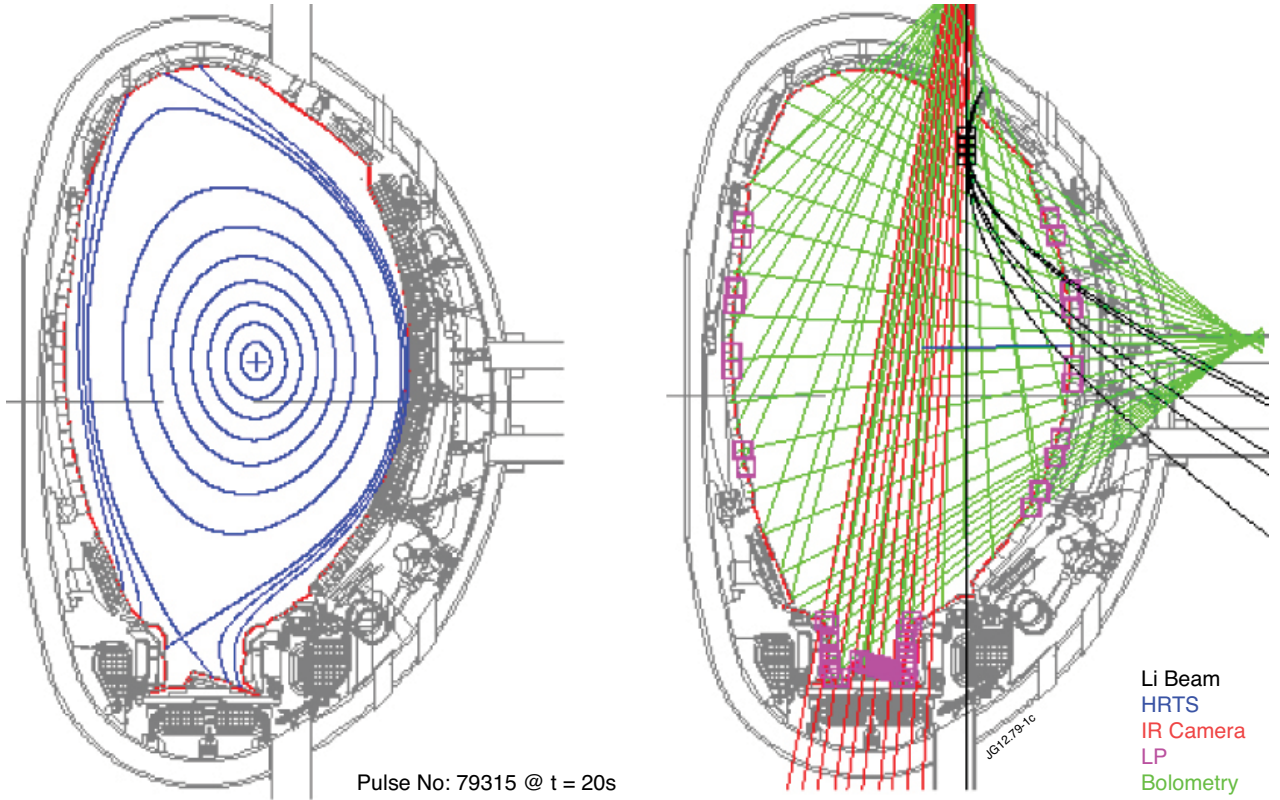 Pulse No: 79315 @ t = 20s
JG12.79-1c
Li Beam
HRTS
IR Camera
LP
Bolometry